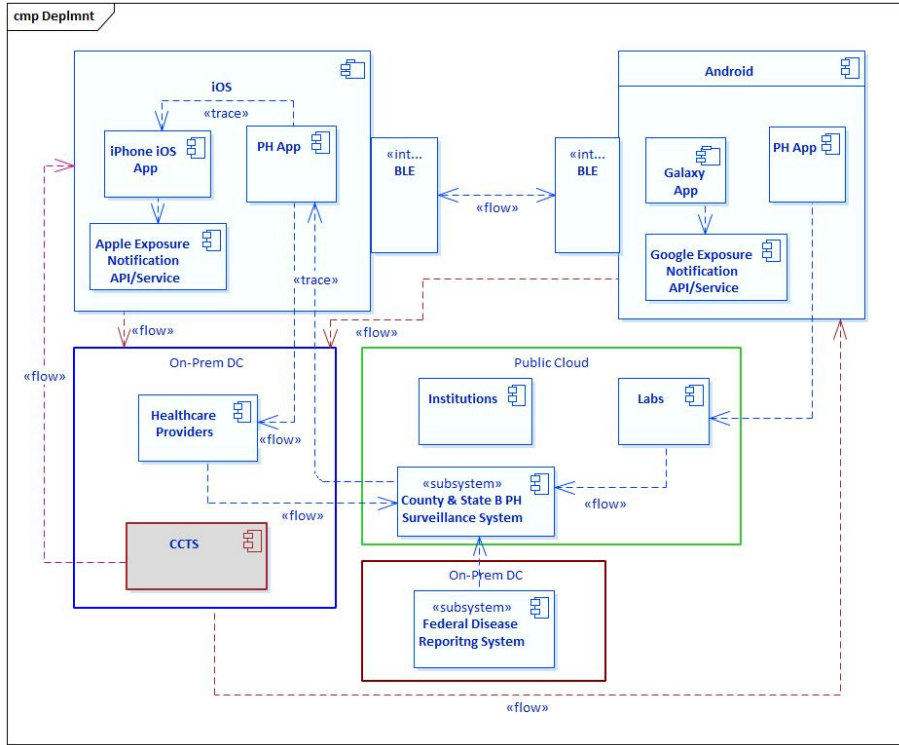 cmp Deplmnt
iOS
«trace»
iPhone iOS
App
PH App
Apple Exposure
Notification
API/Service
«int...
BLE
«flow»
«int...
BLE
Android
Galaxy
App
PH App
Google Exposure
Notification
API/Service
«trace»
«flow»
«flow»
«flow»
On-Prem DC
Healthcare
Providers
«flow»
«flow»
CCTS
Public Cloud
Institutions
Labs
«subsystem»
County & State B PH
Surveillance System
«flow»
On-Prem DC
«subsystem»
Federal Disease
Reporitng System
«flow»